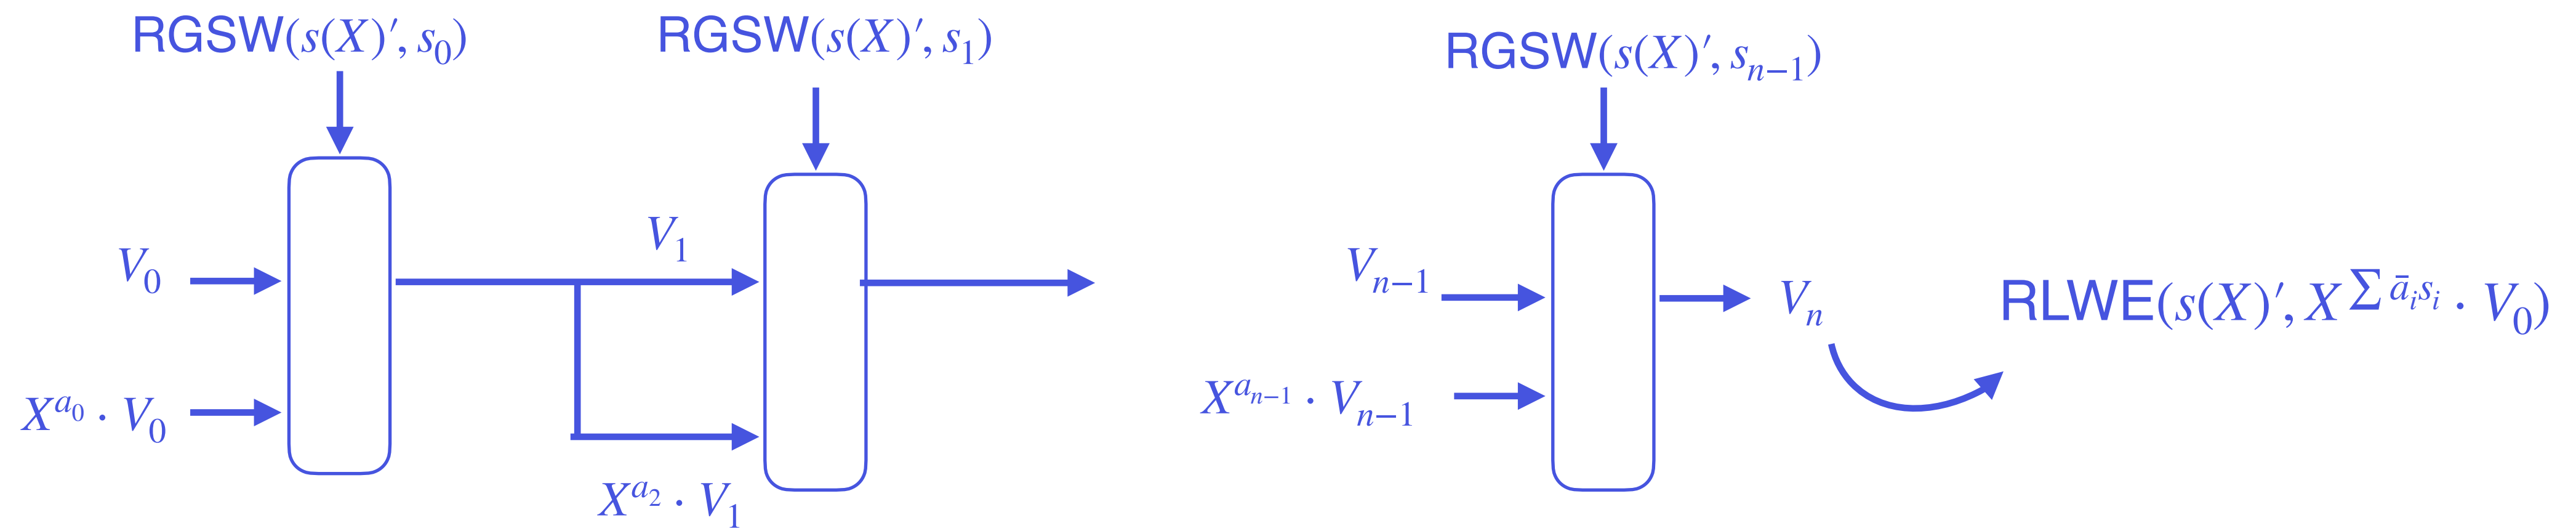 RGSW(s(X)′, s₀)
RGSW(s(X)′, s₁)
RGSW(s(X)′, sₙ₋₁)
V₀
X^{a₀} · V₀
V₁
X^{a₂} · V₁
Vₙ₋₁
X^{aₙ₋₁} · Vₙ₋₁
Vₙ
RLWE(s(X)′, X^{∑ āᵢsᵢ} · V₀)